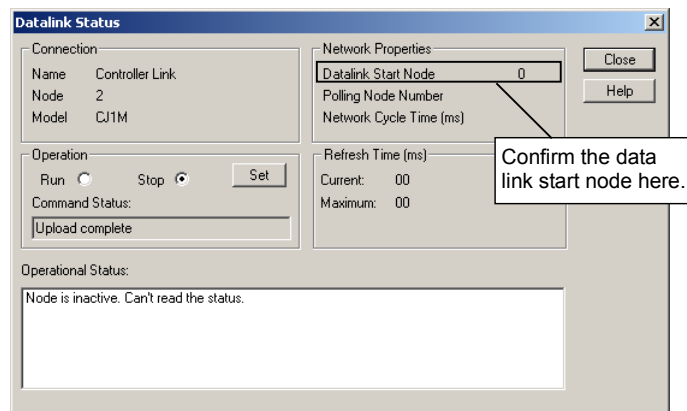 Datalink Status
Connection
Name Controller Link
Node 2
Model CJ1M
Network Properties
Datalink Start Node 0
Polling Node Number
Network Cycle Time (ms)
Close
Help
Operation
Run Stop Set
Command Status:
Upload complete
Refresh Time (ms)
Current: 00
Maximum: 00
Confirm the data
link start node here.
Operational Status:
Node is inactive. Can't read the status.